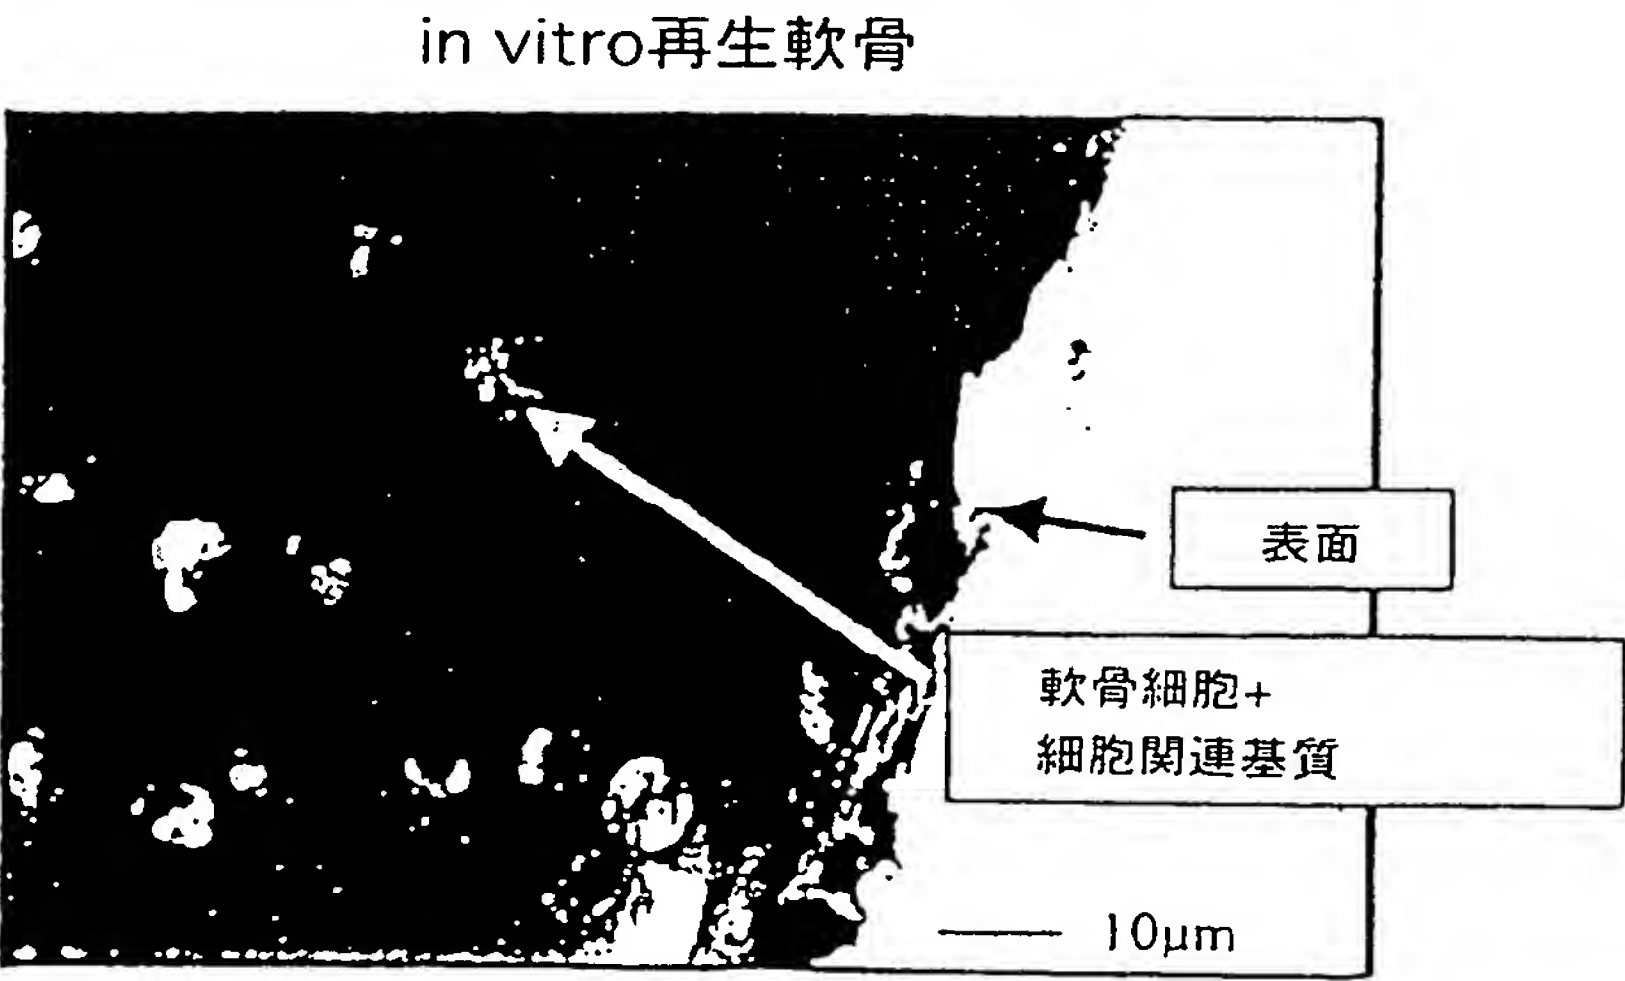 in vitro再生軟骨
表面
軟骨細胞+
細胞関連基質
10μm